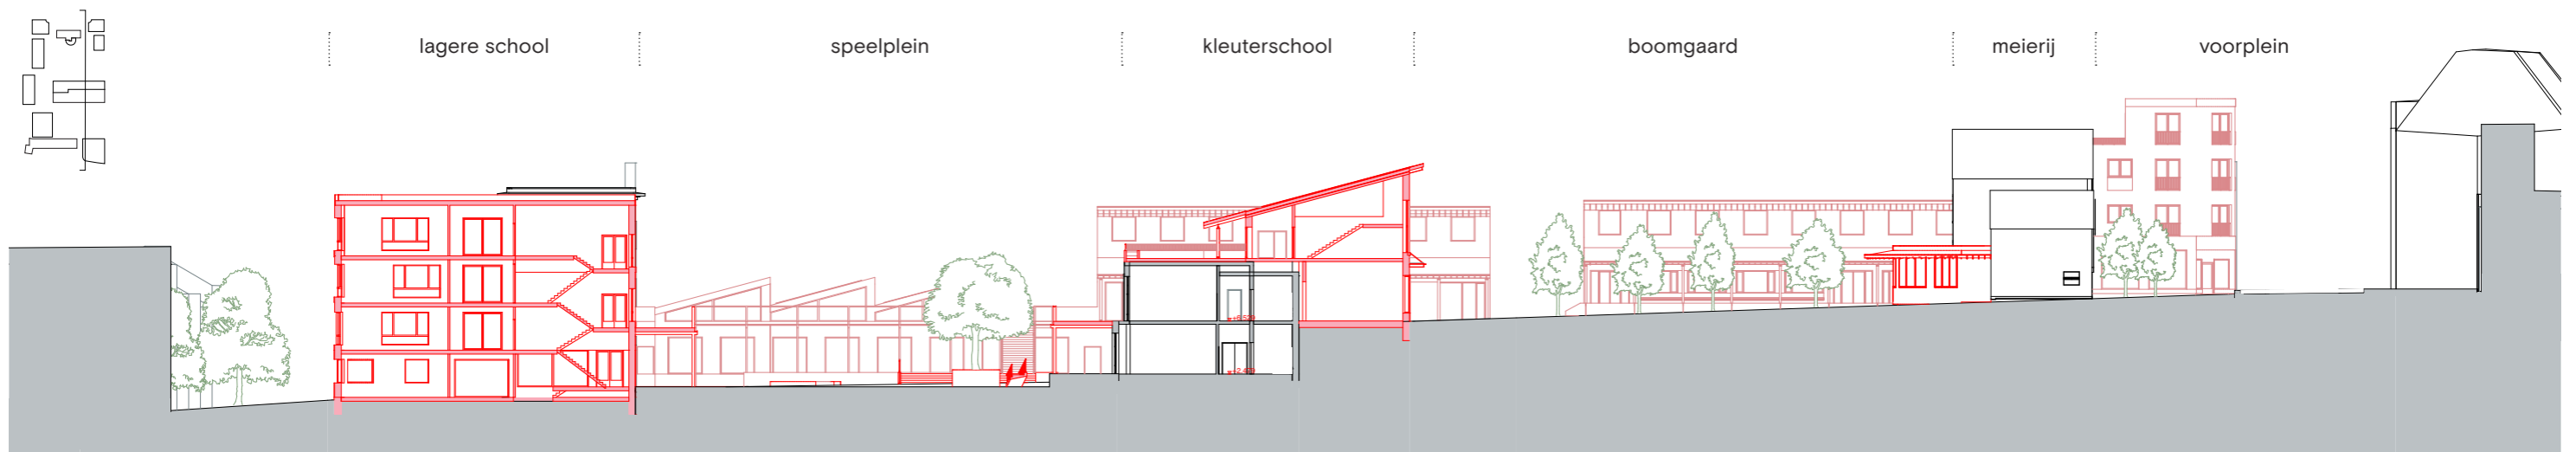 lagere school
speelplein
kleuterschool
boomgaard
meierij
voorplein